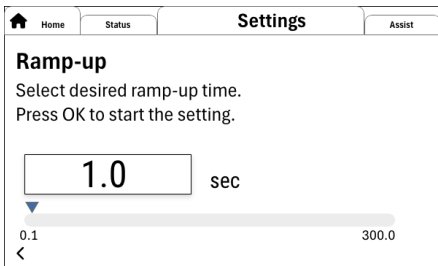 Home Status Settings Assist
Ramp-up
Select desired ramp-up time.
Press OK to start the setting.
1.0 sec
0.1 300.0